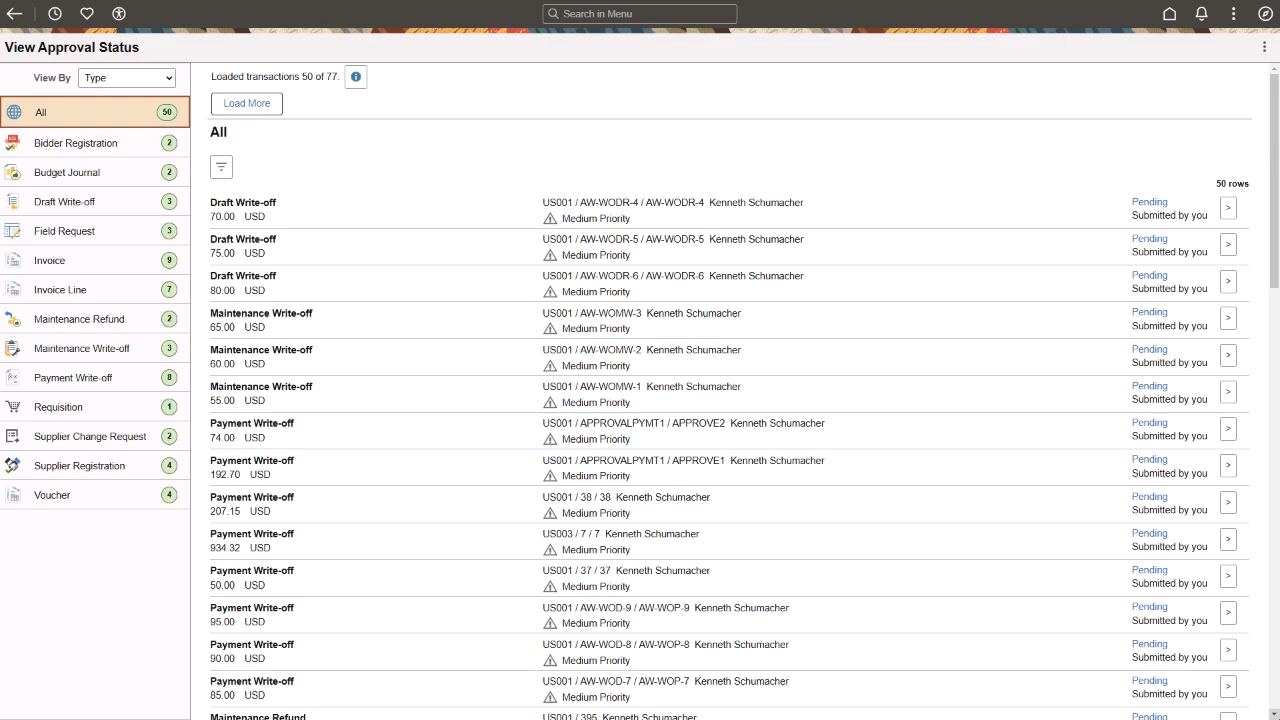 Search in Menu
View Approval Status
View By Type
All 50
Bidder Registration 2
Budget Journal 2
Draft Write-off 3
Field Request 3
Invoice 9
Invoice Line 7
Maintenance Refund 2
Maintenance Write-off 3
Payment Write-off 8
Requisition 1
Supplier Change Request 2
Supplier Registration 4
Voucher 4
Loaded transactions 50 of 77.
Load More
All
50 rows
Draft Write-off US001 / AW-WODR-4 / AW-WODR-4 Kenneth Schumacher Pending
70.00 USD Medium Priority Submitted by you >
Draft Write-off US001 / AW-WODR-5 / AW-WODR-5 Kenneth Schumacher Pending
75.00 USD Medium Priority Submitted by you >
Draft Write-off US001 / AW-WODR-6 / AW-WODR-6 Kenneth Schumacher Pending
80.00 USD Medium Priority Submitted by you >
Maintenance Write-off US001 / AW-WOMW-3 Kenneth Schumacher Pending
65.00 USD Medium Priority Submitted by you >
Maintenance Write-off US001 / AW-WOMW-2 Kenneth Schumacher Pending
60.00 USD Medium Priority Submitted by you >
Maintenance Write-off US001 / AW-WOMW-1 Kenneth Schumacher Pending
55.00 USD Medium Priority Submitted by you >
Payment Write-off US001 / APPROVALPYMT1 / APPROVE2 Kenneth Schumacher Pending
74.00 USD Medium Priority Submitted by you >
Payment Write-off US001 / APPROVALPYMT1 / APPROVE1 Kenneth Schumacher Pending
192.70 USD Medium Priority Submitted by you >
Payment Write-off US001 / 38 / 38 Kenneth Schumacher Pending
207.15 USD Medium Priority Submitted by you >
Payment Write-off US003 / 7 / 7 Kenneth Schumacher Pending
934.32 USD Medium Priority Submitted by you >
Payment Write-off US001 / 37 / 37 Kenneth Schumacher Pending
50.00 USD Medium Priority Submitted by you >
Payment Write-off US001 / AW-WOD-9 / AW-WOP-9 Kenneth Schumacher Pending
95.00 USD Medium Priority Submitted by you >
Payment Write-off US001 / AW-WOD-8 / AW-WOP-8 Kenneth Schumacher Pending
90.00 USD Medium Priority Submitted by you >
Payment Write-off US001 / AW-WOD-7 / AW-WOP-7 Kenneth Schumacher Pending
85.00 USD Medium Priority Submitted by you >
Maintenance Refund US001 / 395 Kenneth Schumacher Pending